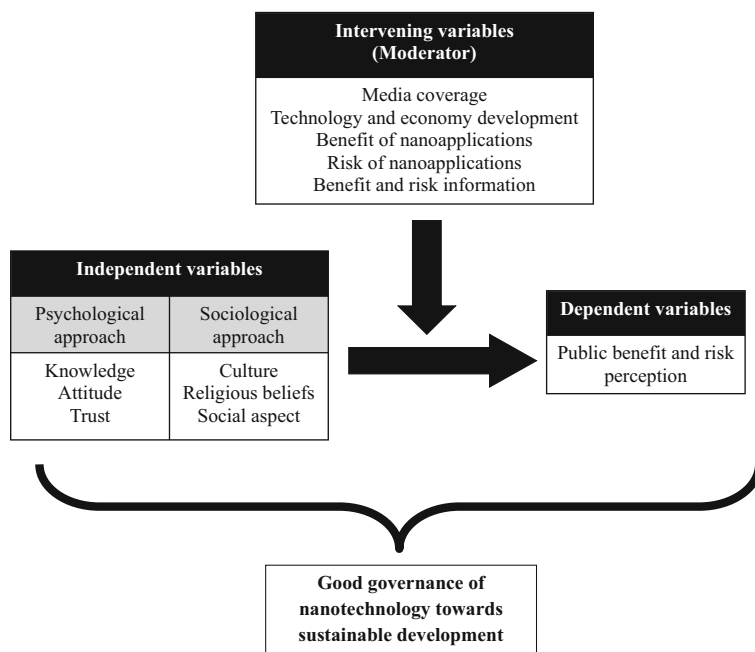 Intervening variables
(Moderator)
Media coverage
Technology and economy development
Benefit of nanoapplications
Risk of nanoapplications
Benefit and risk information
Independent variables
Psychological
approach
Sociological
approach
Knowledge
Attitude
Trust
Culture
Religious beliefs
Social aspect
Dependent variables
Public benefit and risk
perception
Good governance of
nanotechnology towards
sustainable development